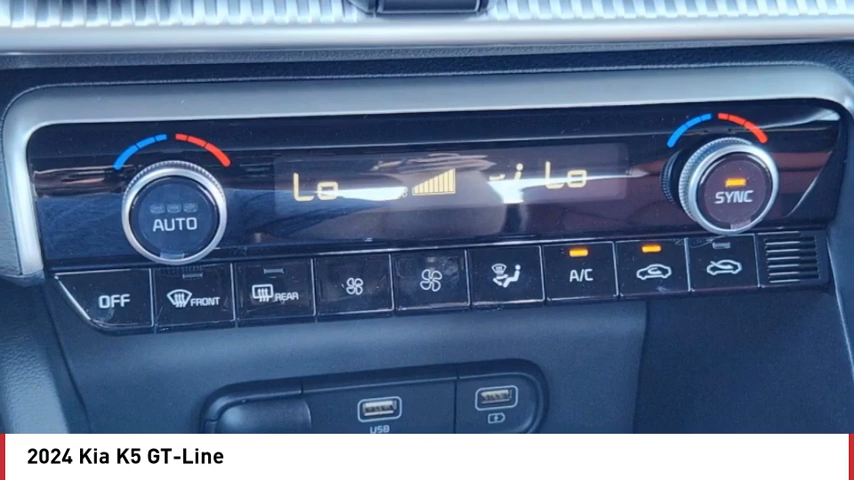 Lo Lo
AUTO SYNC
OFF FRONT REAR A/C
USB
2024 Kia K5 GT-Line